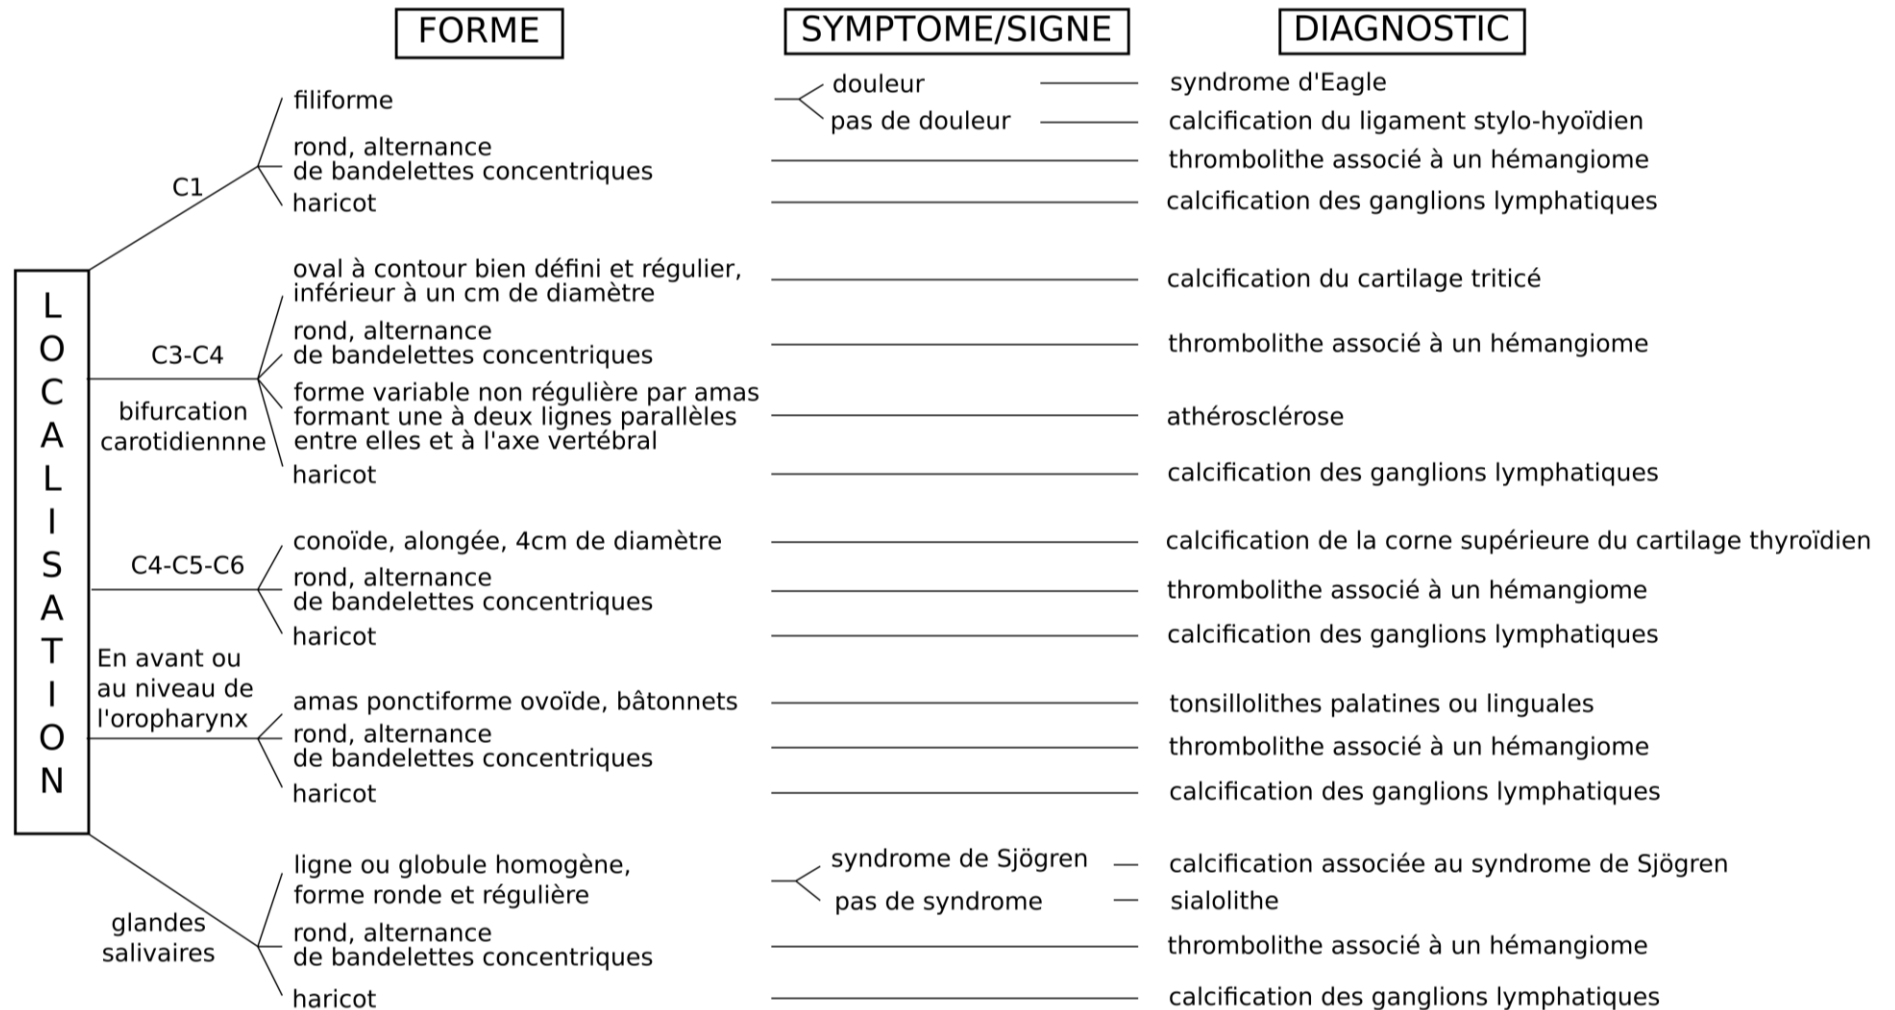 FORME
SYMPTOME/SIGNE
DIAGNOSTIC
LOCALISATION
C1
filiforme
douleur
syndrome d'Eagle
pas de douleur
calcification du ligament stylo-hyoïdien
rond, alternance
de bandelettes concentriques
thrombolithe associé à un hémangiome
haricot
calcification des ganglions lymphatiques
C3-C4
bifurcation
carotidiennne
oval à contour bien défini et régulier,
inférieur à un cm de diamètre
calcification du cartilage triticé
rond, alternance
de bandelettes concentriques
thrombolithe associé à un hémangiome
forme variable non régulière par amas
formant une à deux lignes parallèles
entre elles et à l'axe vertébral
athérosclérose
haricot
calcification des ganglions lymphatiques
C4-C5-C6
conoïde, alongée, 4cm de diamètre
calcification de la corne supérieure du cartilage thyroïdien
rond, alternance
de bandelettes concentriques
thrombolithe associé à un hémangiome
haricot
calcification des ganglions lymphatiques
En avant ou
au niveau de
l'oropharynx
amas ponctiforme ovoïde, bâtonnets
tonsillolithes palatines ou linguales
rond, alternance
de bandelettes concentriques
thrombolithe associé à un hémangiome
haricot
calcification des ganglions lymphatiques
glandes
salivaires
ligne ou globule homogène,
forme ronde et régulière
syndrome de Sjögren
calcification associée au syndrome de Sjögren
pas de syndrome
sialolithe
rond, alternance
de bandelettes concentriques
thrombolithe associé à un hémangiome
haricot
calcification des ganglions lymphatiques